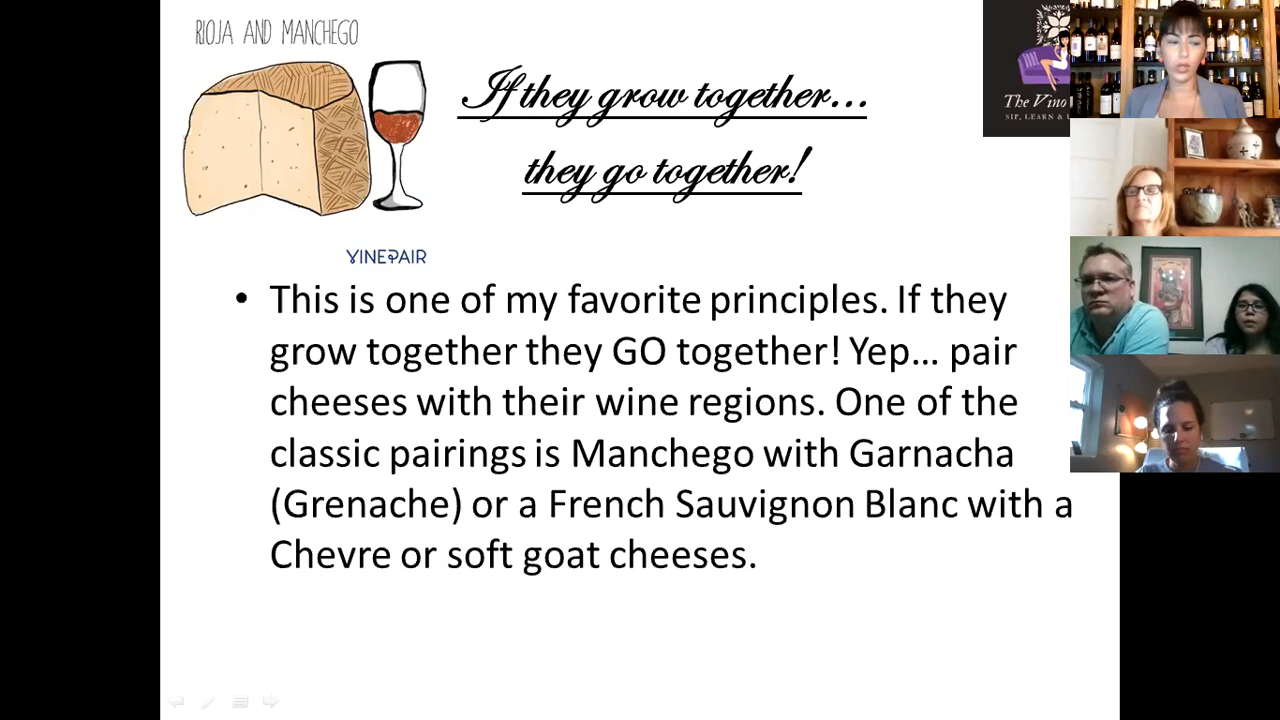 RIOJA AND MANCHEGO
If they grow together...
they go together!
The Vino
SIP, LEARN &
VINEPAIR
• This is one of my favorite principles. If they
grow together they GO together! Yep... pair
cheeses with their wine regions. One of the
classic pairings is Manchego with Garnacha
(Grenache) or a French Sauvignon Blanc with a
Chevre or soft goat cheeses.